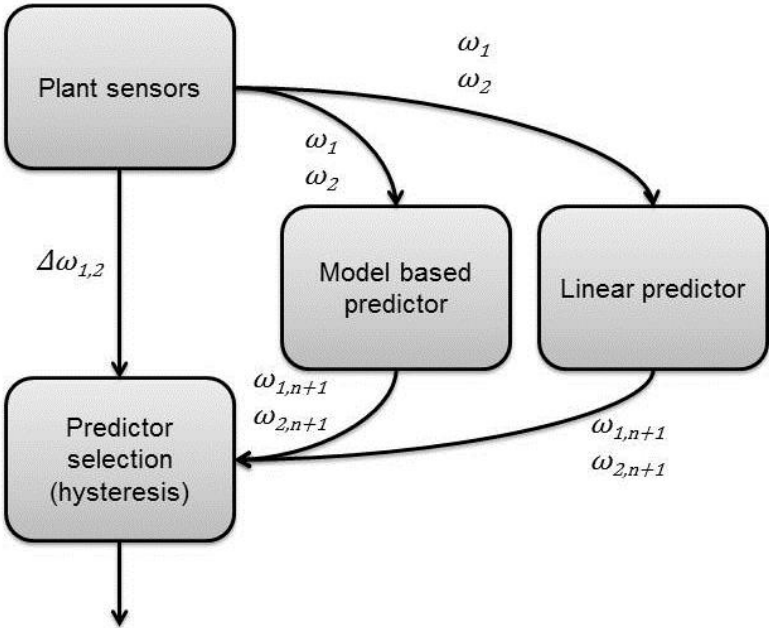 Plant sensors
ω1
ω2
ω1
ω2
Δω1,2
Model based
predictor
Linear predictor
ω1,n+1
ω2,n+1
ω1,n+1
ω2,n+1
Predictor
selection
(hysteresis)